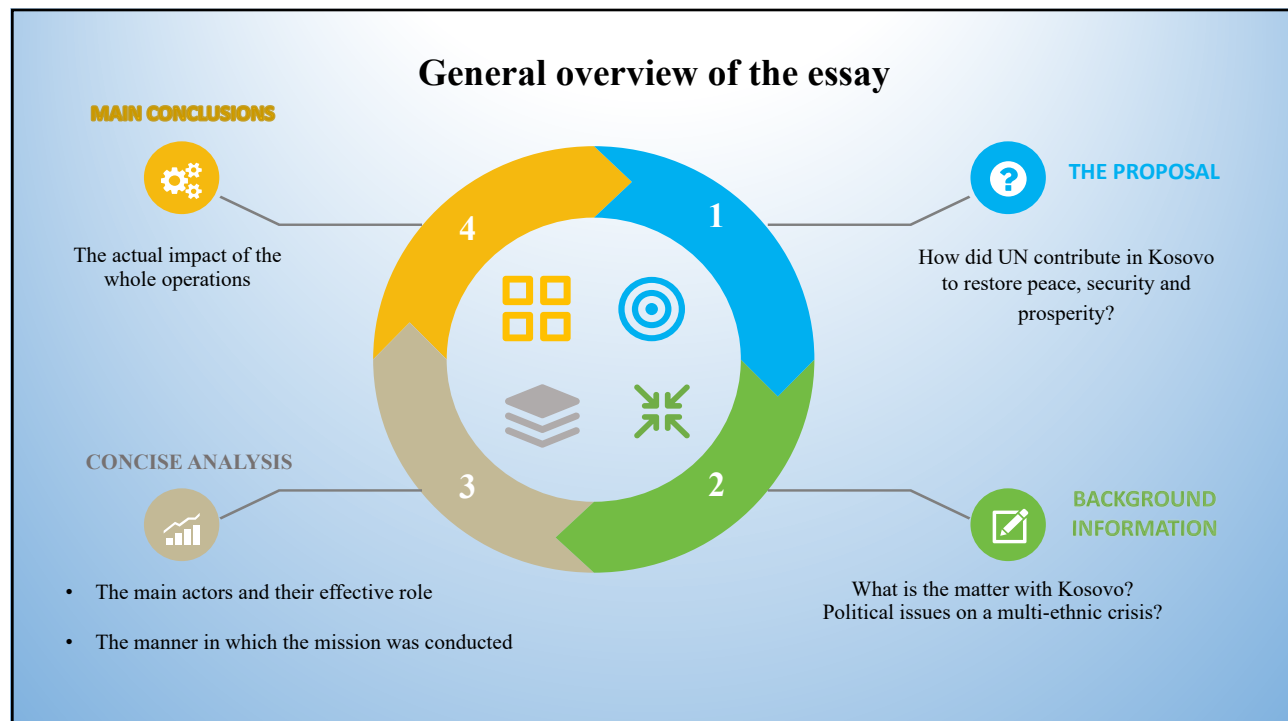 General overview of the essay
MAIN CONCLUSIONS
The actual impact of the
whole operations
4
1
THE PROPOSAL
How did UN contribute in Kosovo
to restore peace, security and
prosperity?
CONCISE ANALYSIS
• The main actors and their effective role
• The manner in which the mission was conducted
3
2
BACKGROUND
INFORMATION
What is the matter with Kosovo?
Political issues on a multi-ethnic crisis?